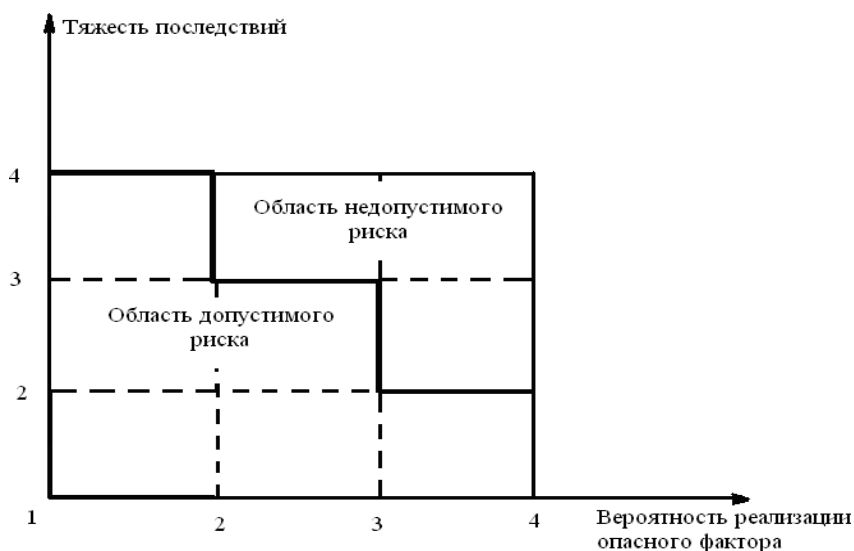 Тяжесть последствий
4
Область недопустимого
риска
3
Область допустимого
риска
2
1
2
3
4
Вероятность реализации
опасного фактора